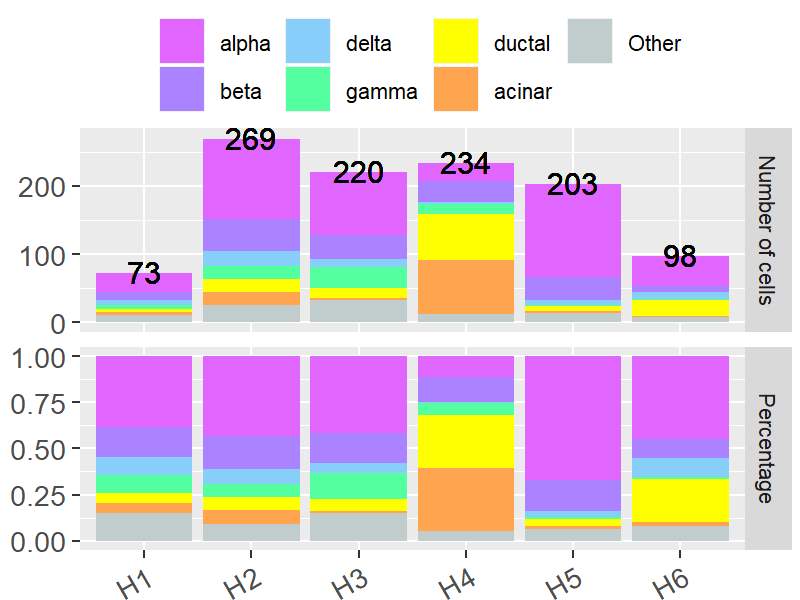 alpha delta ductal Other
beta gamma acinar
269
234
220
203
200
98
73
100
0
Number of cells
1.00
0.75
0.50
0.25
0.00
Percentage
H1 H2 H3 H4 H5 H6